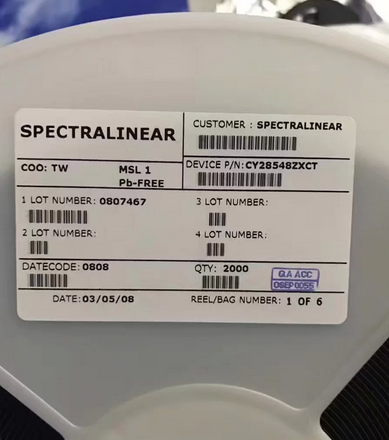 SPECTRALINEAR
CUSTOMER : SPECTRALINEAR
COO: TW
MSL 1
Pb-FREE
DEVICE P/N: CY28548ZXCT
1 LOT NUMBER: 0807467
3 LOT NUMBER:
2 LOT NUMBER:
4 LOT NUMBER:
DATECODE: 0808
QTY: 2000
Q.A ACC
OSEP0055
DATE: 03/05/08
REEL/BAG NUMBER: 1 OF 6